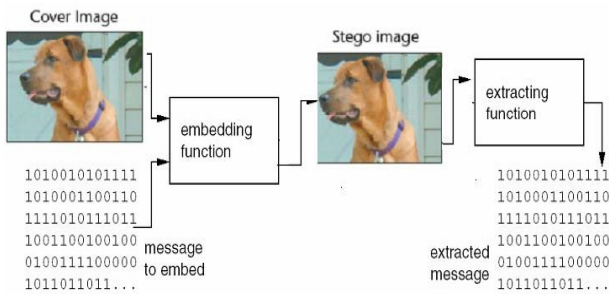 Cover Image
Stego image
embedding
function
extracting
function
1010010101111
1010001100110
1111010111011
1001100100100
0100111100000
1011011011...
message
to embed
extracted
message
1010010101111
1010001100110
1111010111011
1001100100100
0100111100000
1011011011...